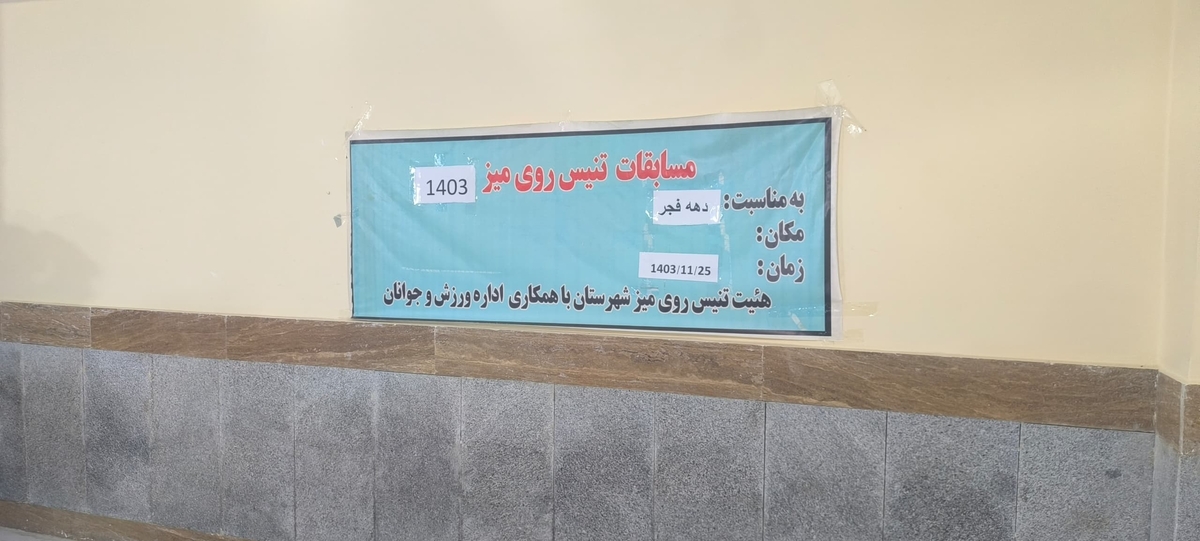 مسابقات تنیس روی میز 1403
به مناسبت: دهه فجر
مکان:
زمان: 1403/11/25
هئیت تنیس روی میز شهرستان با همکاری اداره ورزش و جوانان